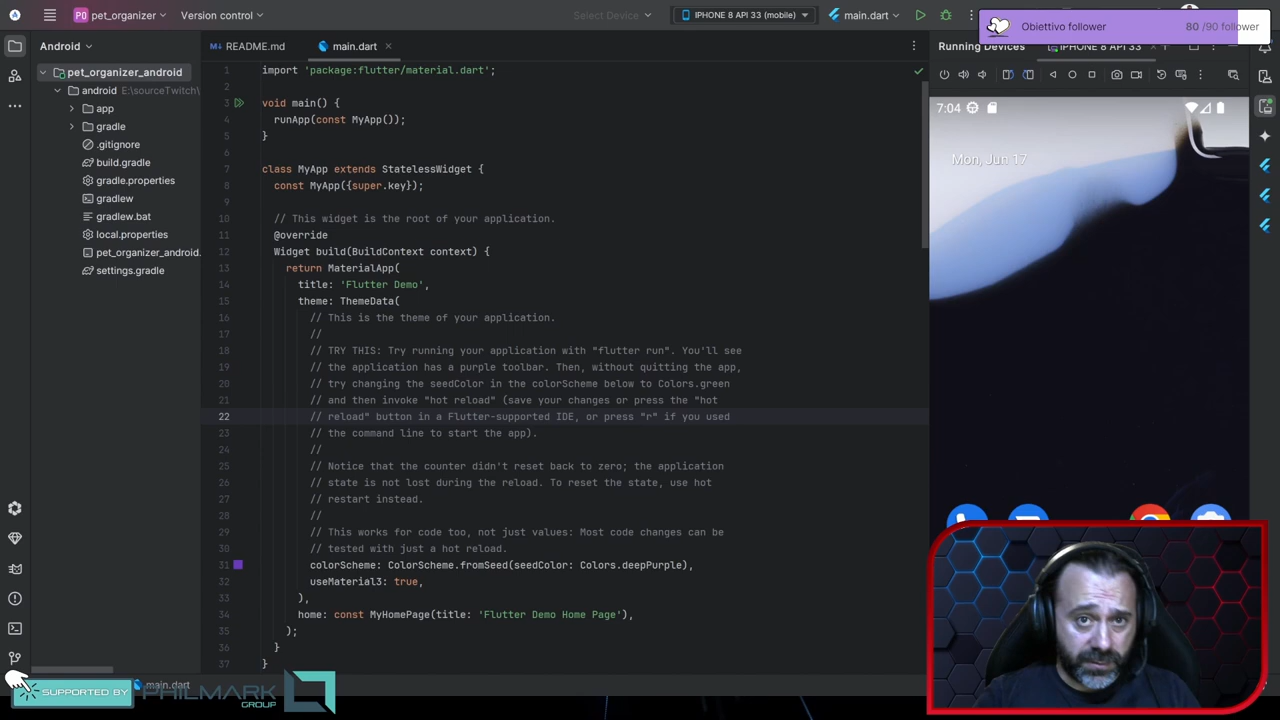 PO pet_organizer
Version control
Select Device
IPHONE 8 API 33 (mobile)
main.dart
Obiettivo follower
80 /90 follower
Android
README.md
main.dart
Running Devices
IPHONE 8 API 33
pet_organizer_android
android E:\sourceTwitch\
app
gradle
.gitignore
build.gradle
gradle.properties
gradlew
gradlew.bat
local.properties
pet_organizer_android.
settings.gradle
1 import 'package:flutter/material.dart';
2
3 void main() {
4 runApp(const MyApp());
5 }
6
7 class MyApp extends StatelessWidget {
8 const MyApp({super.key});
9
10 // This widget is the root of your application.
11 @override
12 Widget build(BuildContext context) {
13 return MaterialApp(
14 title: 'Flutter Demo',
15 theme: ThemeData(
16 // This is the theme of your application.
17 //
18 // TRY THIS: Try running your application with "flutter run". You'll see
19 // the application has a purple toolbar. Then, without quitting the app,
20 // try changing the seedColor in the colorScheme below to Colors.green
21 // and then invoke "hot reload" (save your changes or press the "hot
22 // reload" button in a Flutter-supported IDE, or press "r" if you used
23 // the command line to start the app).
24 //
25 // Notice that the counter didn't reset back to zero; the application
26 // state is not lost during the reload. To reset the state, use hot
27 // restart instead.
28 //
29 // This works for code too, not just values: Most code changes can be
30 // tested with just a hot reload.
31 colorScheme: ColorScheme.fromSeed(seedColor: Colors.deepPurple),
32 useMaterial3: true,
33 ),
34 home: const MyHomePage(title: 'Flutter Demo Home Page'),
35 );
36 }
37 }
7:04
Mon, Jun 17
main.dart
SUPPORTED BY
PHILMARK
GROUP